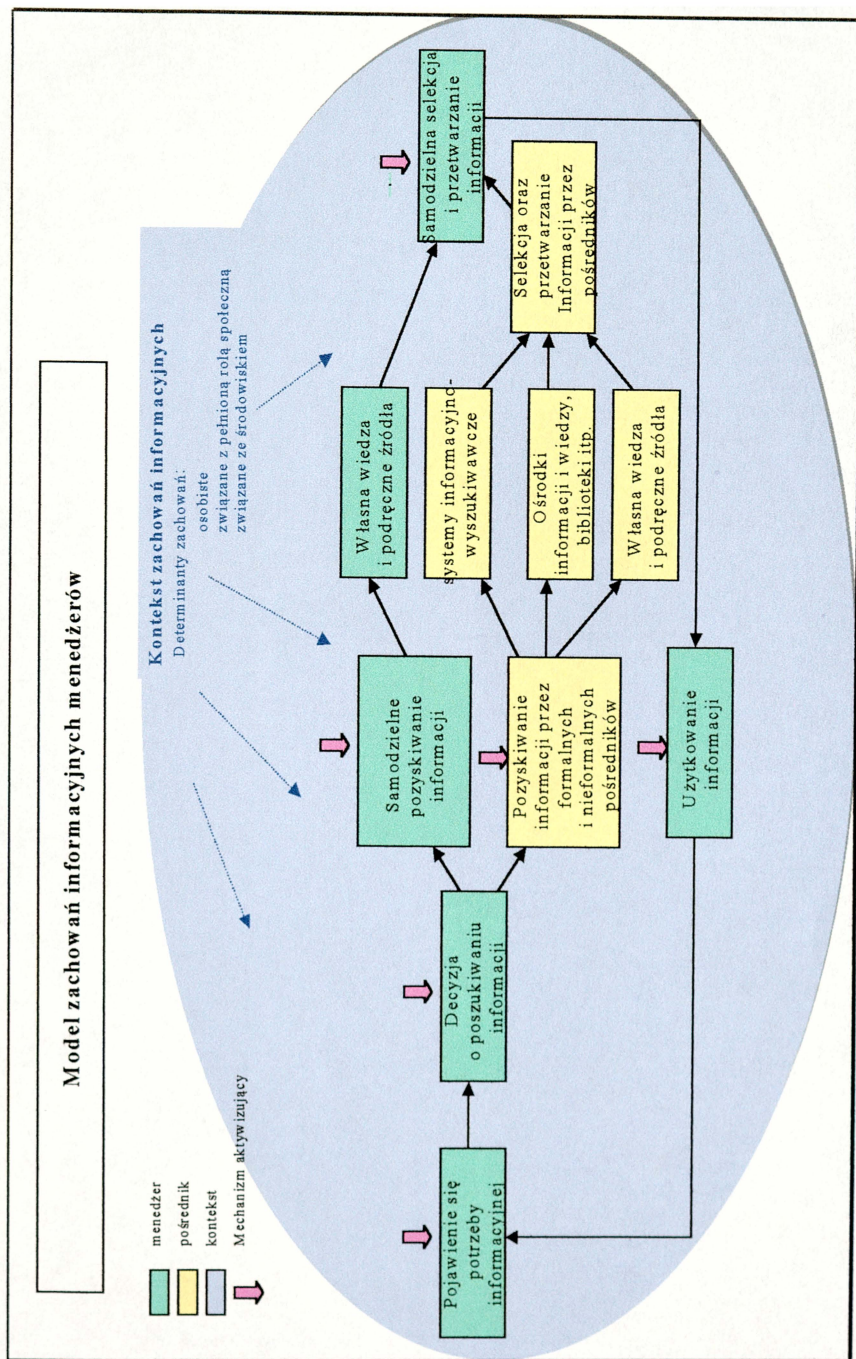 Model zachowań informacyjnych menedżerów
menedżer
pośrednik
kontekst
Mechanizm aktywizujący
Kontekst zachowań informacyjnych
Determinanty zachowań:
osobiste
związane z pełnioną rolą społeczną
związane ze środowiskiem
Pojawienie się
potrzeby
informacyjnej
Decyzja
o poszukiwaniu
informacji
Samodzielne
pozyskiwanie
informacji
Pozyskiwanie
informacji przez
formalnych
i nieformalnych
pośredników
Użytkowanie
informacji
Własna wiedza
i podręczne źródła
systemy informacyjno-
wyszukiwawcze
Ośrodki
informacji i wiedzy,
biblioteki itp.
Własna wiedza
i podręczne źródła
Samodzielna selekcja
i przetwarzanie
informacji
Selekcja oraz
przetwarzanie
Informacji przez
pośredników